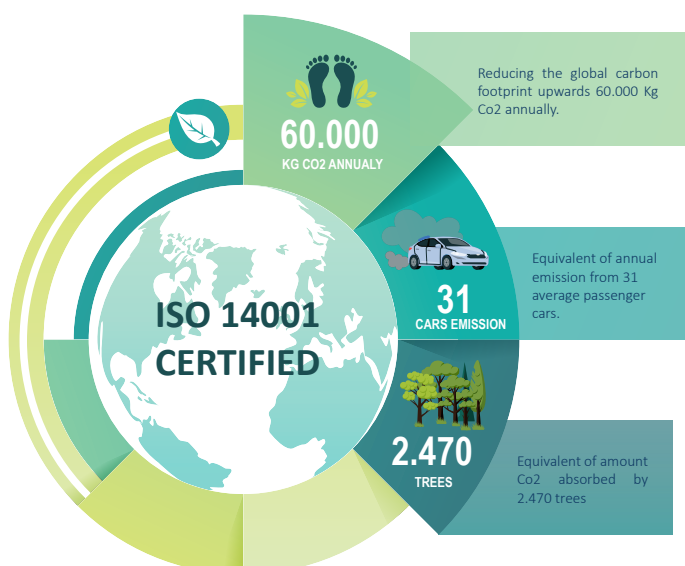 60.000
KG CO2 ANNUALY
Reducing the global carbon
footprint upwards 60.000 Kg
Co2 annually.
31
CARS EMISSION
Equivalent of annual
emission from 31
average passenger
cars.
ISO 14001
CERTIFIED
2.470
TREES
Equivalent of amount
Co2 absorbed by
2.470 trees